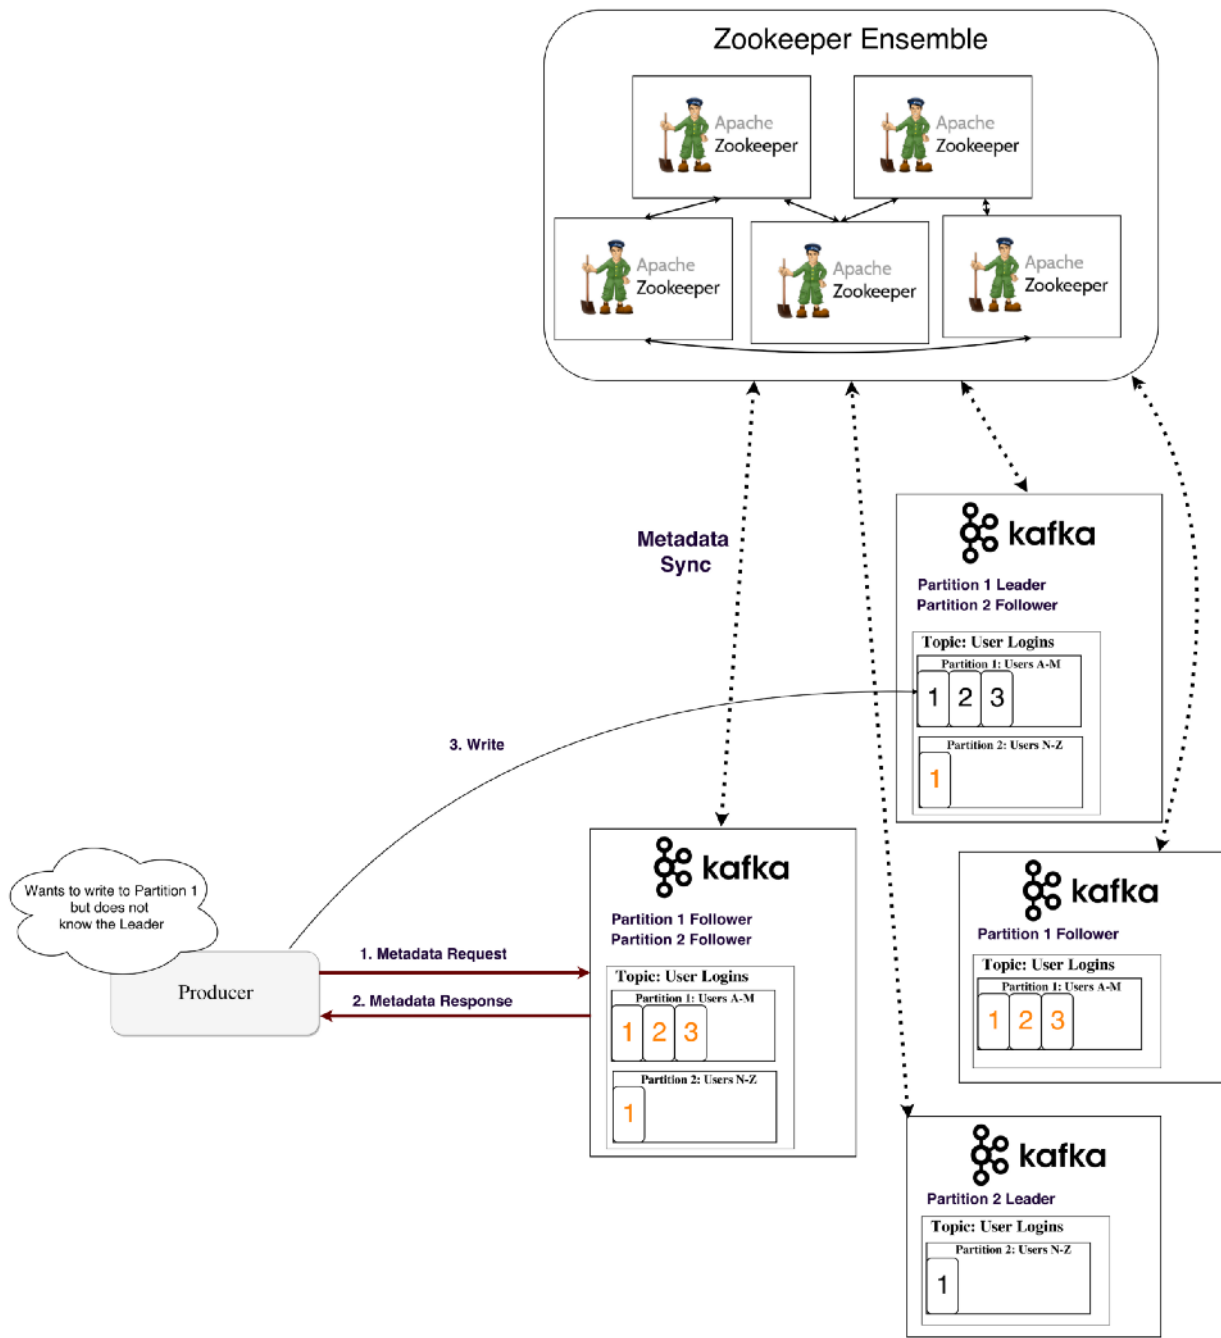 Zookeeper Ensemble
Apache
Zookeeper
Apache
Zookeeper
Apache
Zookeeper
Apache
Zookeeper
Apache
Zookeeper
Metadata
Sync
kafka
Partition 1 Leader
Partition 2 Follower
Topic: User Logins
Partition 1: Users A-M
1 2 3
Partition 2: Users N-Z
1
3. Write
Wants to write to Partition 1
but does not
know the Leader
Producer
1. Metadata Request
2. Metadata Response
kafka
Partition 1 Follower
Partition 2 Follower
Topic: User Logins
Partition 1: Users A-M
1 2 3
Partition 2: Users N-Z
1
kafka
Partition 1 Follower
Topic: User Logins
Partition 1: Users A-M
1 2 3
kafka
Partition 2 Leader
Topic: User Logins
Partition 2: Users N-Z
1